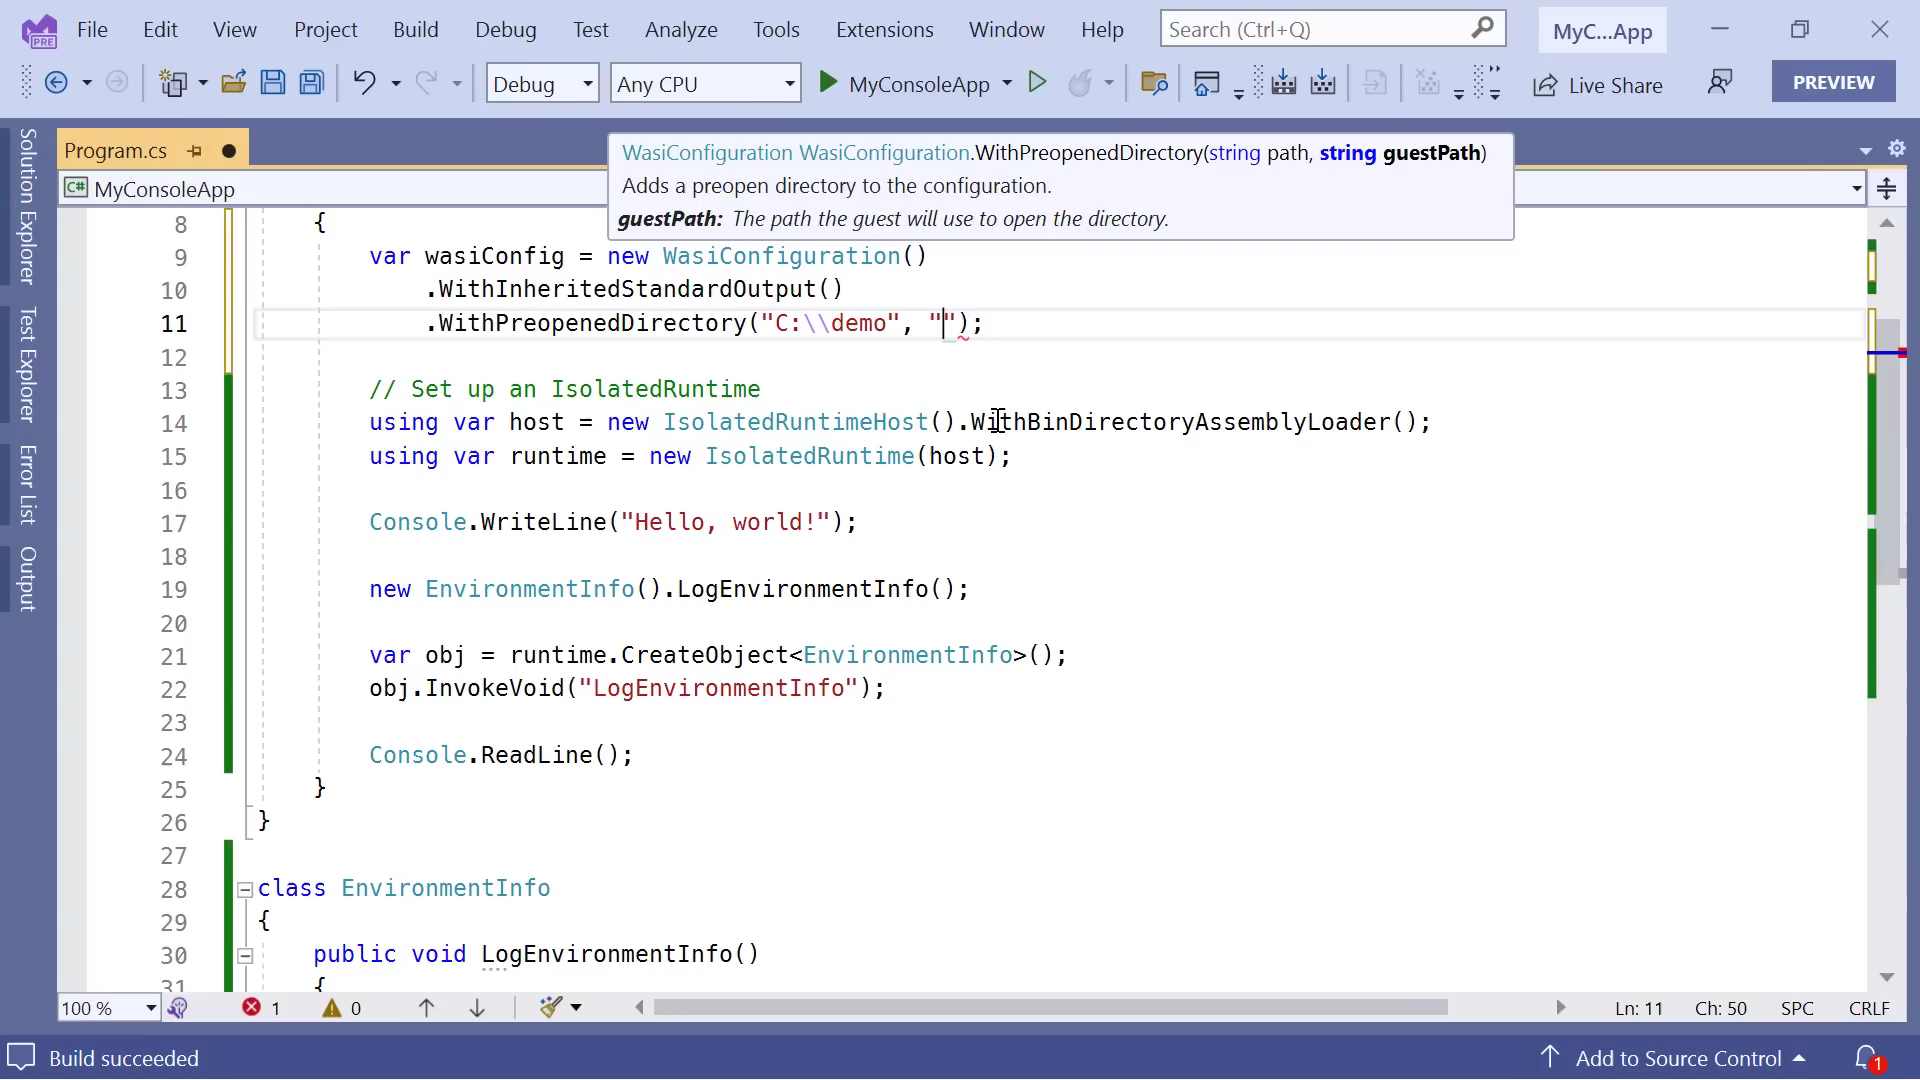 PRE
File Edit View Project Build Debug Test Analyze Tools Extensions Window Help Search (Ctrl+Q) MyC...App
Debug Any CPU MyConsoleApp Live Share PREVIEW
Program.cs
MyConsoleApp
WasiConfiguration WasiConfiguration.WithPreopenedDirectory(string path, string guestPath)
Adds a preopen directory to the configuration.
guestPath: The path the guest will use to open the directory.
Solution Explorer
Test Explorer
Error List
Output
8 {
9 var wasiConfig = new WasiConfiguration()
10 .WithInheritedStandardOutput()
11 .WithPreopenedDirectory("C:\\demo", "");
12
13 // Set up an IsolatedRuntime
14 using var host = new IsolatedRuntimeHost().WithBinDirectoryAssemblyLoader();
15 using var runtime = new IsolatedRuntime(host);
16
17 Console.WriteLine("Hello, world!");
18
19 new EnvironmentInfo().LogEnvironmentInfo();
20
21 var obj = runtime.CreateObject<EnvironmentInfo>();
22 obj.InvokeVoid("LogEnvironmentInfo");
23
24 Console.ReadLine();
25 }
26 }
27
28 class EnvironmentInfo
29 {
30 public void LogEnvironmentInfo()
31 {
100 % 1 0 Ln: 11 Ch: 50 SPC CRLF
Build succeeded Add to Source Control 1